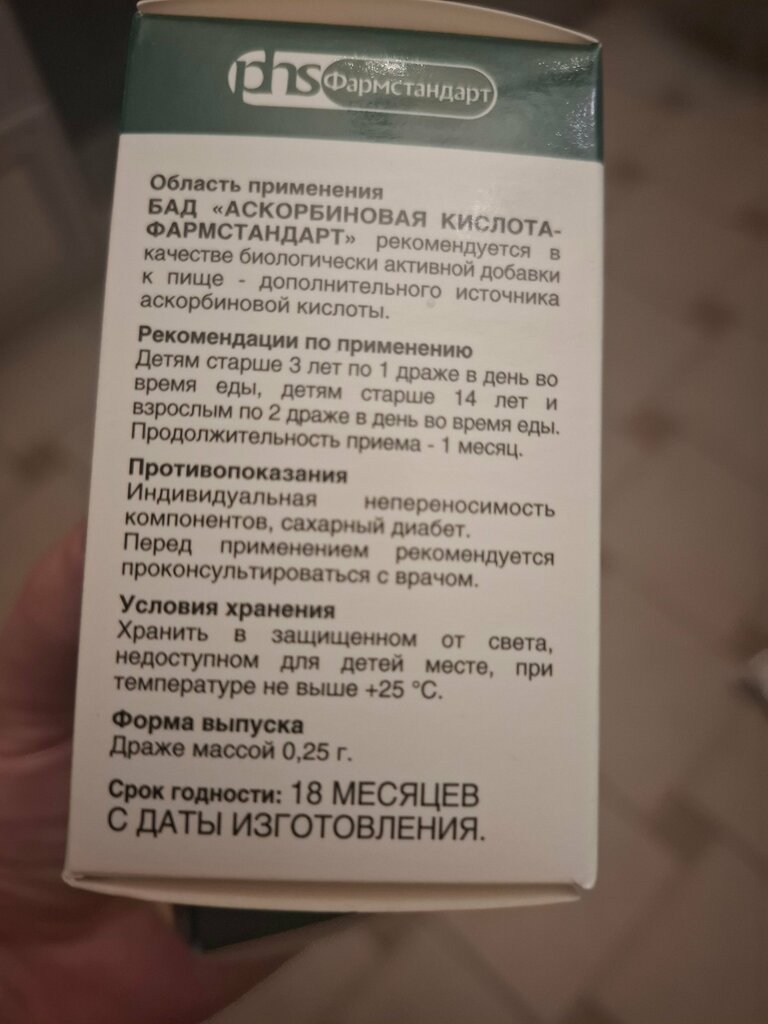 phs Фармстандарт
Область применения
БАД «АСКОРБИНОВАЯ КИСЛОТА-
ФАРМСТАНДАРТ» рекомендуется в
качестве биологически активной добавки
к пище - дополнительного источника
аскорбиновой кислоты.
Рекомендации по применению
Детям старше 3 лет по 1 драже в день во
время еды, детям старше 14 лет и
взрослым по 2 драже в день во время еды.
Продолжительность приема - 1 месяц.
Противопоказания
Индивидуальная непереносимость
компонентов, сахарный диабет.
Перед применением рекомендуется
проконсультироваться с врачом.
Условия хранения
Хранить в защищенном от света,
недоступном для детей месте, при
температуре не выше +25 °С.
Форма выпуска
Драже массой 0,25 г.
Срок годности: 18 МЕСЯЦЕВ
С ДАТЫ ИЗГОТОВЛЕНИЯ.